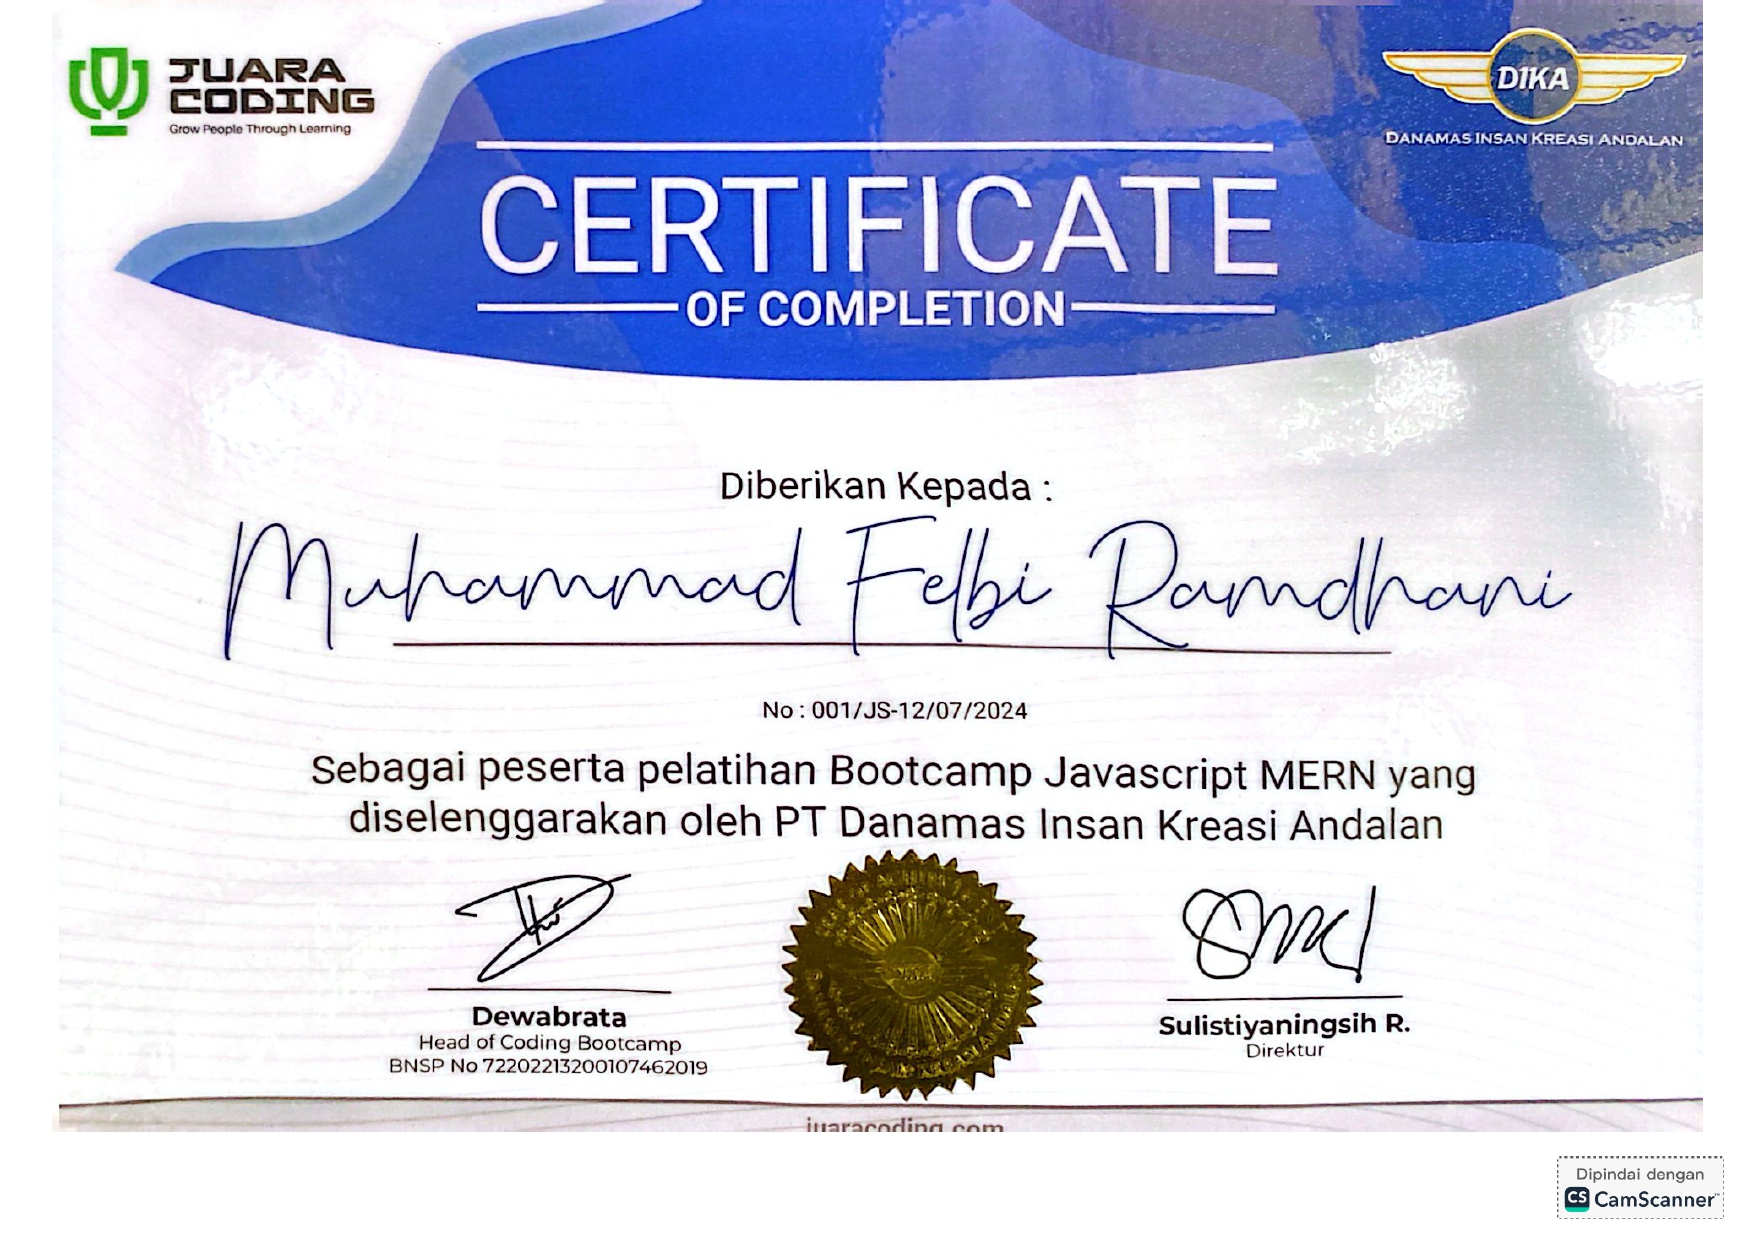 JUARA
CODING
Grow People Through Learning
DIKA
DANAMAS INSAN KREASI ANDALAN
CERTIFICATE
OF COMPLETION
Diberikan Kepada :
Muhammad Felbi Ramdhani
No : 001/JS-12/07/2024
Sebagai peserta pelatihan Bootcamp Javascript MERN yang
diselenggarakan oleh PT Danamas Insan Kreasi Andalan
Dewabrata
Head of Coding Bootcamp
BNSP No 72202213200107462019
Sulistiyaningsih R.
Direktur
juaracoding.com
Dipindai dengan
CS CamScanner